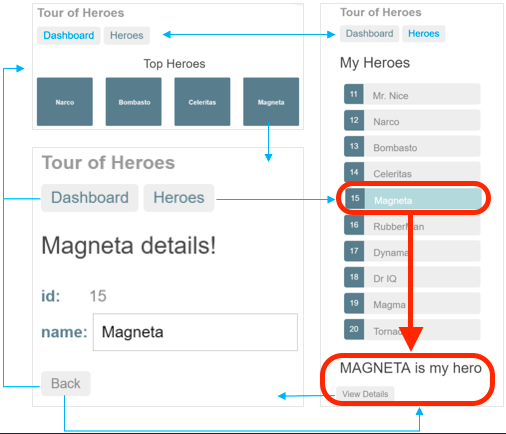 Tour of Heroes
Dashboard Heroes
Top Heroes
Narco Bombasto Celeritas Magneta
Tour of Heroes
Dashboard Heroes
Magneta details!
id: 15
name: Magneta
Back
Tour of Heroes
Dashboard Heroes
My Heroes
11 Mr. Nice
12 Narco
13 Bombasto
14 Celeritas
15 Magneta
16 RubberMan
17 Dynama
18 Dr IQ
19 Magma
20 Tornado
MAGNETA is my hero
View Details